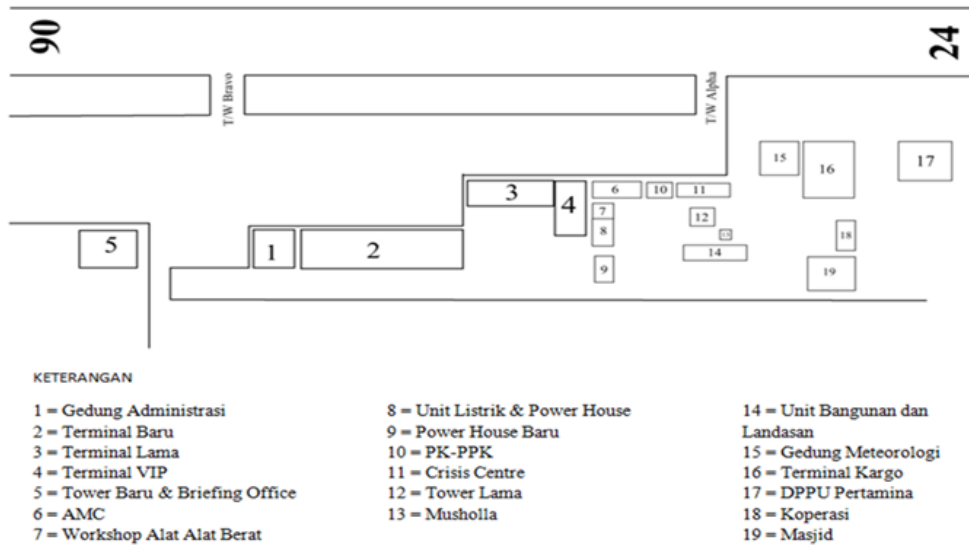 06
24
T/W Bravo
T/W Alpha
15
16
17
3
4
6
10
11
7
12
8
13
18
5
1
2
14
9
19
KETERANGAN
1 = Gedung Administrasi
2 = Terminal Baru
3 = Terminal Lama
4 = Terminal VIP
5 = Tower Baru & Briefing Office
6 = AMC
7 = Workshop Alat Alat Berat
8 = Unit Listrik & Power House
9 = Power House Baru
10 = PK-PPK
11 = Crisis Centre
12 = Tower Lama
13 = Musholla
14 = Unit Bangunan dan
Landasan
15 = Gedung Meteorologi
16 = Terminal Kargo
17 = DPPU Pertamina
18 = Koperasi
19 = Masjid